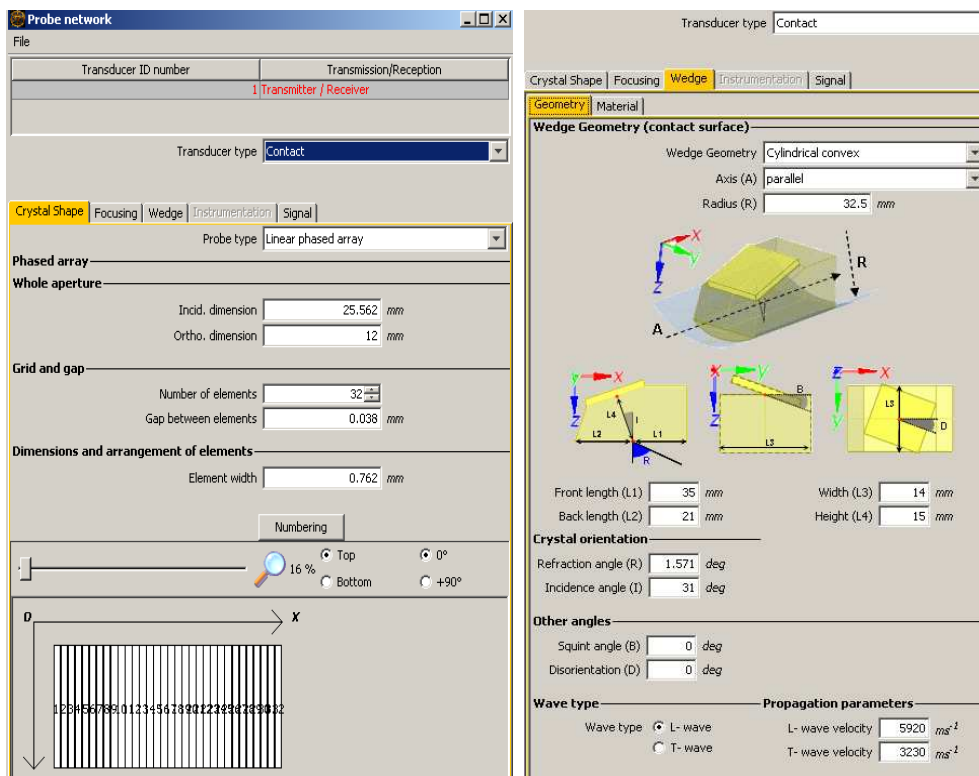 Probe network
File
Transducer ID number Transmission/Reception
1 Transmitter / Receiver
Transducer type Contact
Crystal Shape Focusing Wedge Instrumentation Signal
Probe type Linear phased array
Phased array
Whole aperture
Incid. dimension 25.562 mm
Ortho. dimension 12 mm
Grid and gap
Number of elements 32
Gap between elements 0.038 mm
Dimensions and arrangement of elements
Element width 0.762 mm
Numbering
16 % Top 0°
Bottom +90°
O X
Transducer type Contact
Crystal Shape Focusing Wedge Instrumentation Signal
Geometry Material
Wedge Geometry (contact surface)
Wedge Geometry Cylindrical convex
Axis (A) parallel
Radius (R) 32.5 mm
X
Y
Z
R
A
Y X X Y Z X
Z Z Y
L4 I B L3 D
L2 L1 L3
R
Front length (L1) 35 mm Width (L3) 14 mm
Back length (L2) 21 mm Height (L4) 15 mm
Crystal orientation
Refraction angle (R) 1.571 deg
Incidence angle (I) 31 deg
Other angles
Squint angle (B) 0 deg
Disorientation (D) 0 deg
Wave type Propagation parameters
Wave type L- wave L- wave velocity 5920 ms-1
T- wave T- wave velocity 3230 ms-1